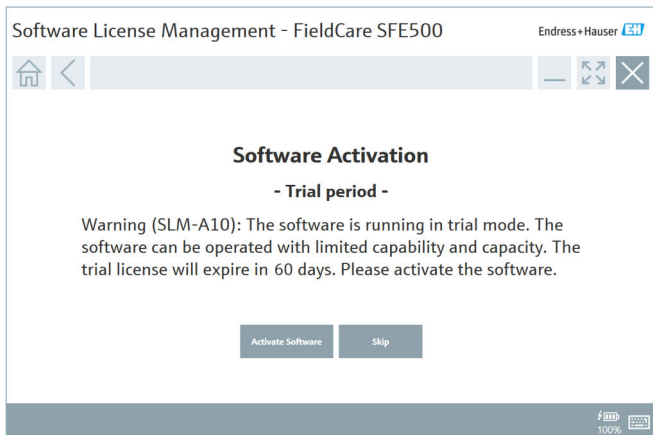 Software License Management - FieldCare SFE500
Endress+Hauser EH
Software Activation
- Trial period -
Warning (SLM-A10): The software is running in trial mode. The
software can be operated with limited capability and capacity. The
trial license will expire in 60 days. Please activate the software.
Activate Software
Skip
100%